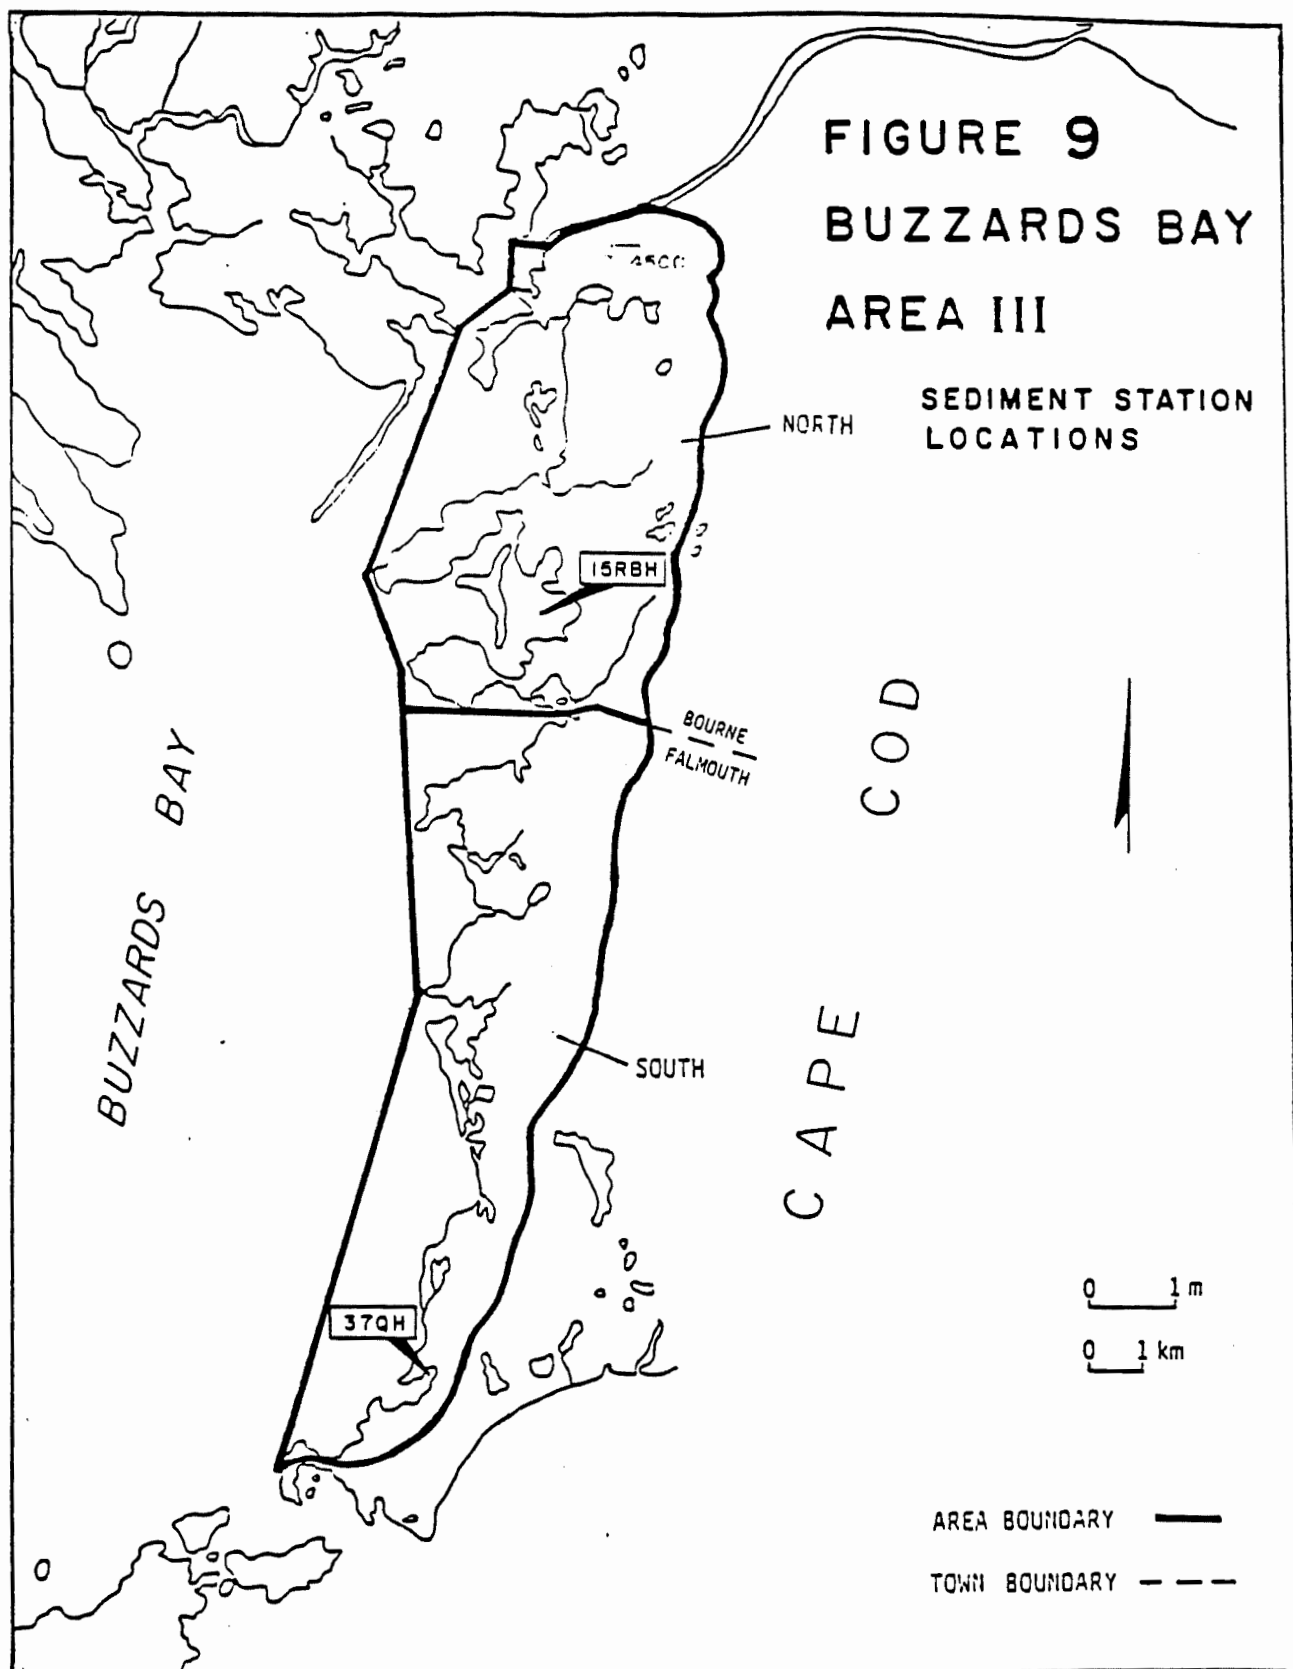 FIGURE 9
BUZZARDS BAY
AREA III
SEDIMENT STATION
LOCATIONS
NORTH
15RBH
BOURNE
FALMOUTH
BUZZARDS BAY
CAPE COD
SOUTH
37QH
0 1 m
0 1 km
AREA BOUNDARY
TOWN BOUNDARY